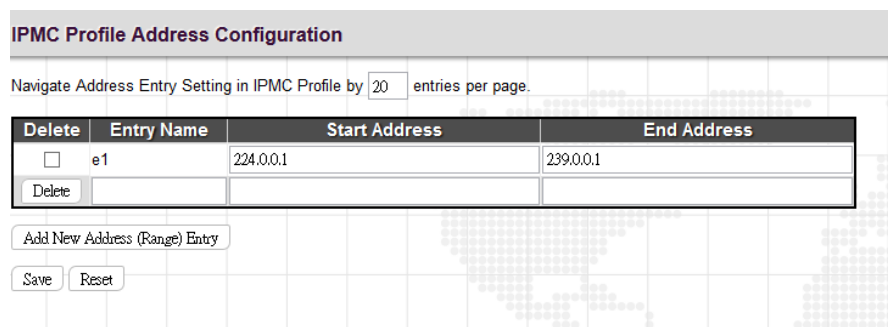 IPMC Profile Address Configuration
Navigate Address Entry Setting in IPMC Profile by 20 entries per page.
Delete Entry Name Start Address End Address
e1 224.0.0.1 239.0.0.1
Delete
Add New Address (Range) Entry
Save Reset